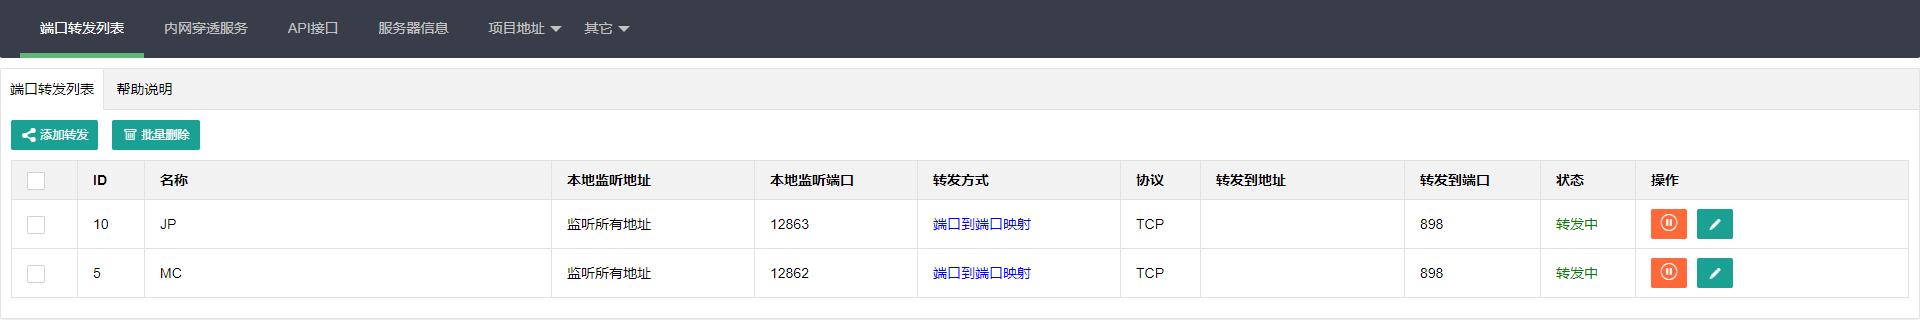 端口转发列表 内网穿透服务 API接口 服务器信息 项目地址 其它
端口转发列表 帮助说明
添加转发 批量删除
ID 名称 本地监听地址 本地监听端口 转发方式 协议 转发到地址 转发到端口 状态 操作
10 JP 监听所有地址 12863 端口到端口映射 TCP 898 转发中
5 MC 监听所有地址 12862 端口到端口映射 TCP 898 转发中